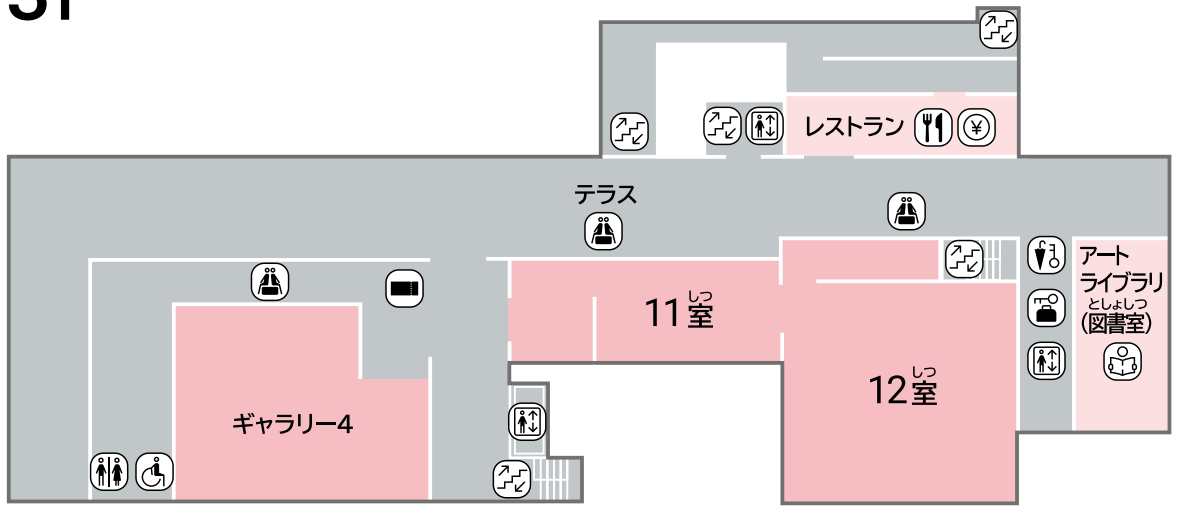 レストラン
¥
テラス
アート
ライブラリ
としょしつ
(図書室)
しつ
11室
しつ
12室
ギャラリー4